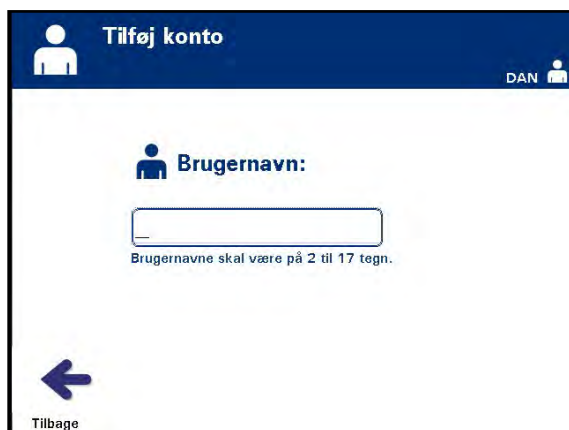 Tilføj konto
DAN
Brugernavn:
_
Brugernavne skal være på 2 til 17 tegn.
Tilbage